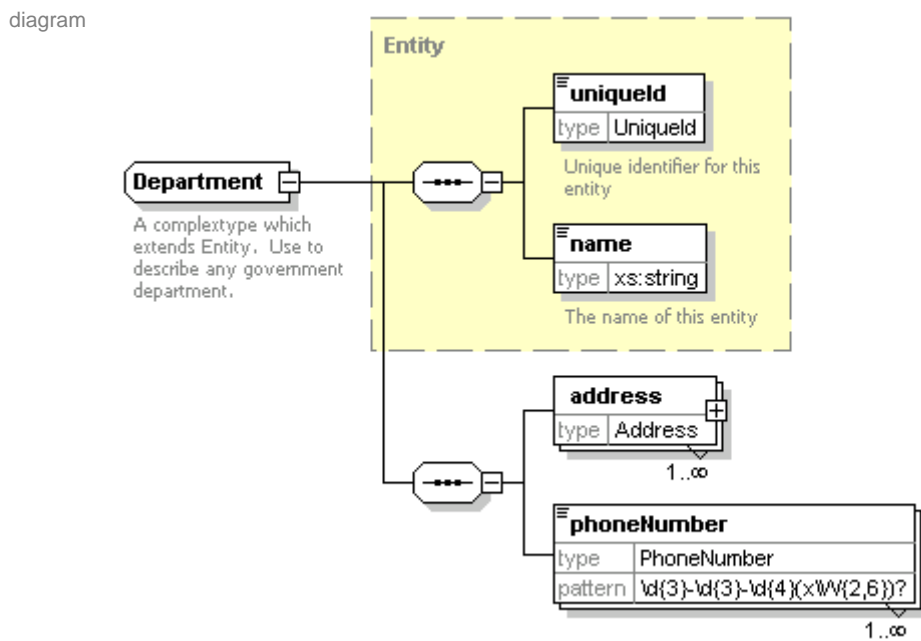 diagram
Entity
uniqueId
type UniqueId
Unique identifier for this
entity
Department
A complextype which
extends Entity. Use to
describe any government
department.
name
type xs:string
The name of this entity
address
type Address
1..∞
phoneNumber
type PhoneNumber
pattern \d{3}-\d{3}-\d{4}(x\W{2,6})?
1..∞